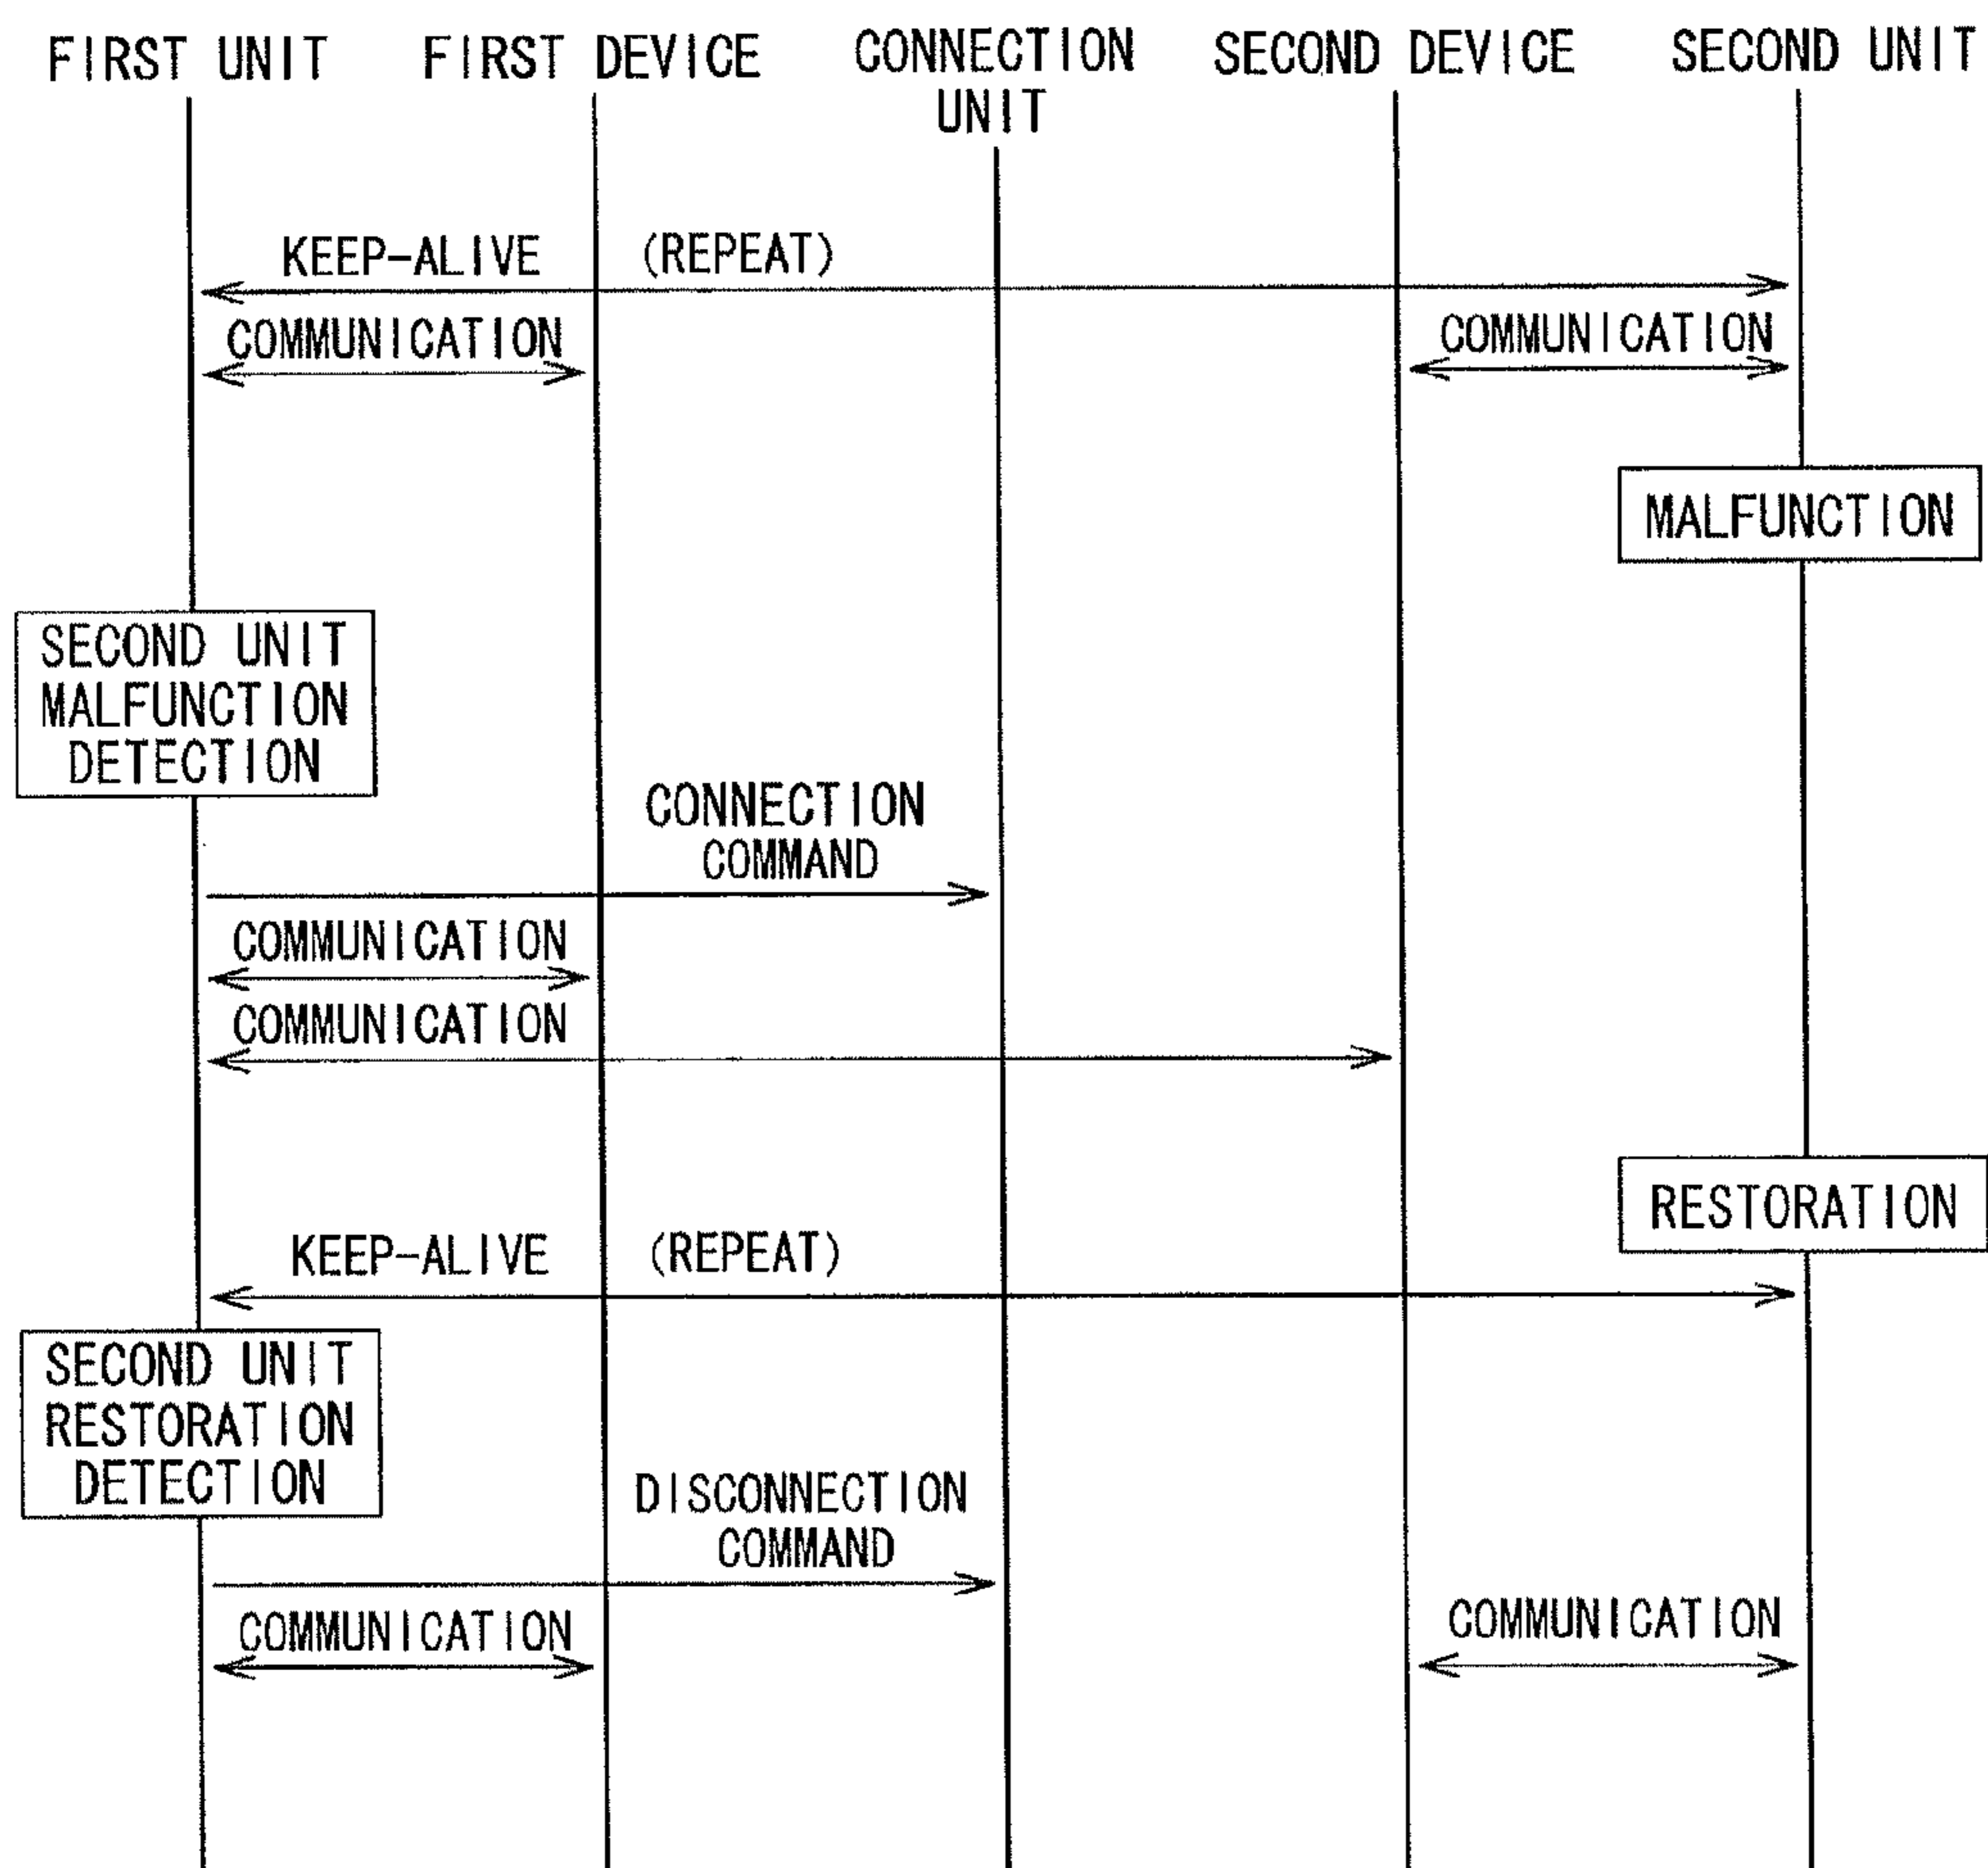 FIRST UNIT
FIRST DEVICE
CONNECTION
UNIT
SECOND DEVICE
SECOND UNIT
KEEP-ALIVE (REPEAT)
COMMUNICATION
COMMUNICATION
MALFUNCTION
SECOND UNIT
MALFUNCTION
DETECTION
CONNECTION
COMMAND
COMMUNICATION
COMMUNICATION
RESTORATION
KEEP-ALIVE (REPEAT)
SECOND UNIT
RESTORATION
DETECTION
DISCONNECTION
COMMAND
COMMUNICATION
COMMUNICATION